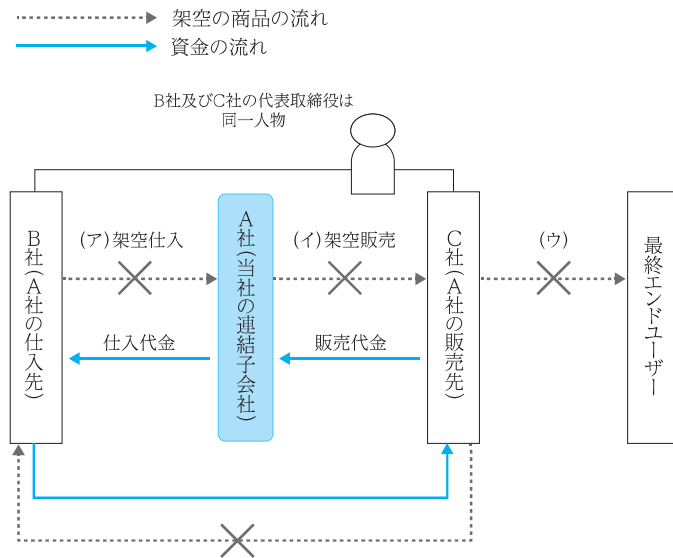 架空の商品の流れ
資金の流れ
B社及びC社の代表取締役は
同一人物
B社(A社の仕入先)
(ア)架空仕入
A社(当社の連結子会社)
(イ)架空販売
C社(A社の販売先)
(ウ)
最終エンドユーザー
仕入代金
販売代金